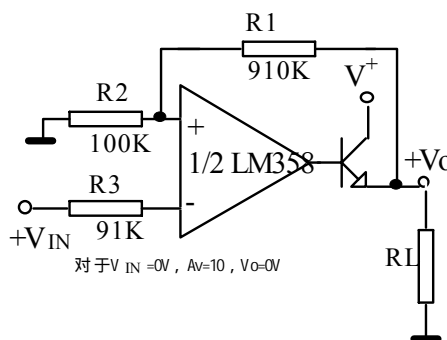 R1
910K
V+
R2
100K
+
1/2 LM358
+Vo
R3
-
+VIN
91K
RL
对于V IN =0V , Av=10 , Vo=0V